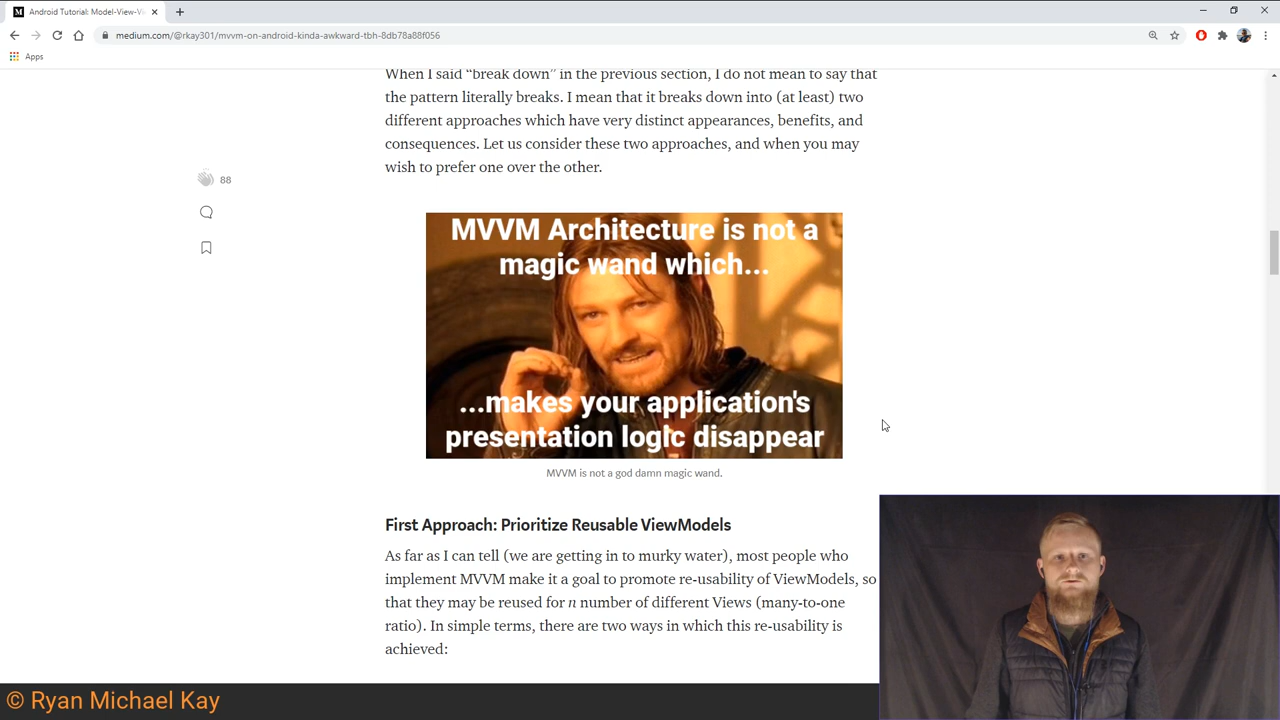 Android Tutorial: Model-View-Vi
medium.com/@rkay301/mvvm-on-android-kinda-awkward-tbh-8db78a88f056
Apps
When I said “break down” in the previous section, I do not mean to say that
the pattern literally breaks. I mean that it breaks down into (at least) two
different approaches which have very distinct appearances, benefits, and
consequences. Let us consider these two approaches, and when you may
wish to prefer one over the other.
88
MVVM Architecture is not a
magic wand which...
...makes your application's
presentation logic disappear
MVVM is not a god damn magic wand.
First Approach: Prioritize Reusable ViewModels
As far as I can tell (we are getting in to murky water), most people who
implement MVVM make it a goal to promote re-usability of ViewModels, so
that they may be reused for n number of different Views (many-to-one
ratio). In simple terms, there are two ways in which this re-usability is
achieved:
© Ryan Michael Kay